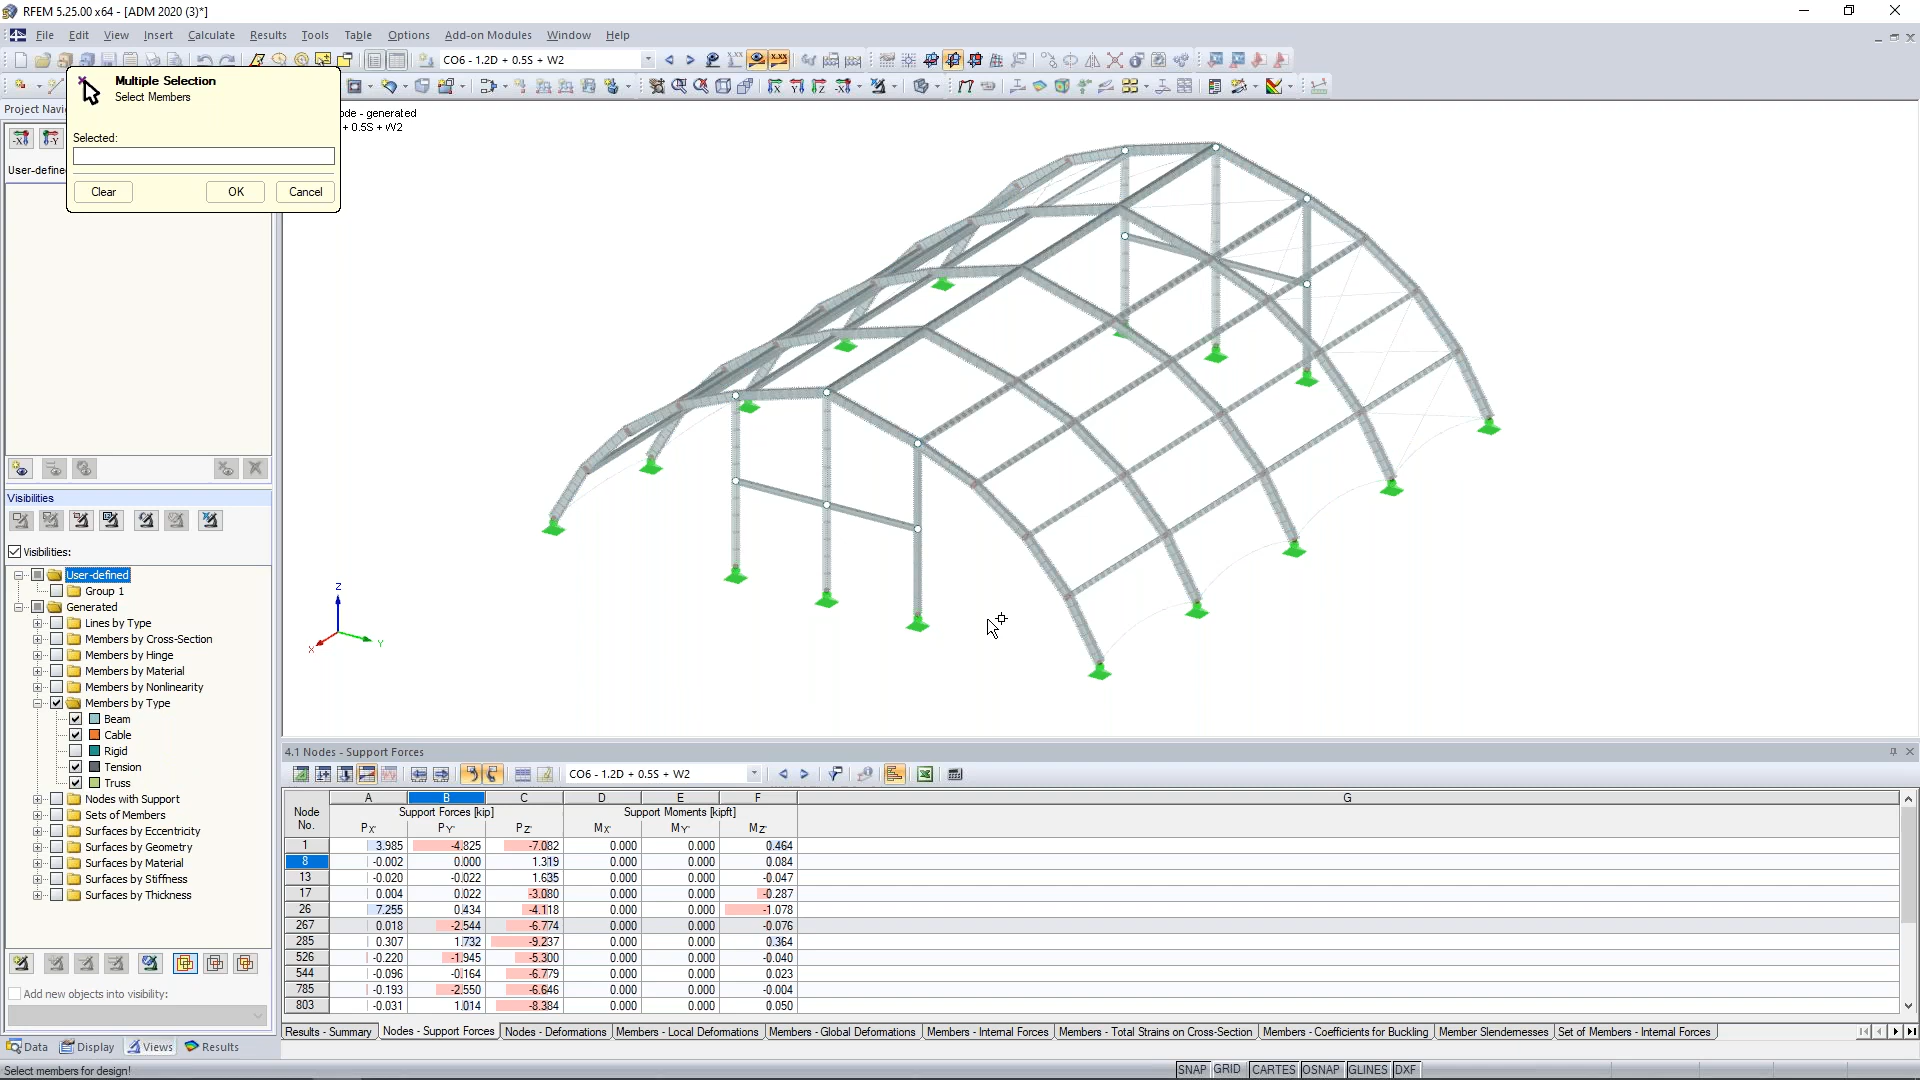 RFEM 5.25.00 x64 - [ADM 2020 (3)*]
File Edit View Insert Calculate Results Tools Table Options Add-on Modules Window Help
CO6 - 1.2D + 0.5S + W2
Multiple Selection
Select Members
Selected:
Clear OK Cancel
Project Navi
User-define
ode - generated
+ 0.5S + W2
Visibilities
Visibilities:
User-defined
Group 1
Generated
Lines by Type
Members by Cross-Section
Members by Hinge
Members by Material
Members by Nonlinearity
Members by Type
Beam
Cable
Rigid
Tension
Truss
Nodes with Support
Sets of Members
Surfaces by Eccentricity
Surfaces by Geometry
Surfaces by Material
Surfaces by Stiffness
Surfaces by Thickness
Add new objects into visibility:
Data Display Views Results
Z
X Y
4.1 Nodes - Support Forces
CO6 - 1.2D + 0.5S + W2
A B C D E F G
Node No. Support Forces [kip] Support Moments [kipft]
PX' PY' PZ' MX' MY' MZ'
1 3.985 -4.825 -7.082 0.000 0.000 0.464
8 -0.002 0.000 1.319 0.000 0.000 0.084
13 -0.020 -0.022 1.635 0.000 0.000 -0.047
17 0.004 0.022 -3.080 0.000 0.000 -0.287
26 7.255 0.434 -4.118 0.000 0.000 -1.078
267 0.018 -2.544 -6.774 0.000 0.000 -0.076
285 0.307 1.732 -9.237 0.000 0.000 0.364
526 -0.220 -1.945 -5.300 0.000 0.000 -0.040
544 -0.096 -0.164 -6.779 0.000 0.000 0.023
785 -0.193 -2.550 -6.646 0.000 0.000 -0.004
803 -0.031 1.014 -8.384 0.000 0.000 0.050
Results - Summary Nodes - Support Forces Nodes - Deformations Members - Local Deformations Members - Global Deformations Members - Internal Forces Members - Total Strains on Cross-Section Members - Coefficients for Buckling Member Slendernesses Set of Members - Internal Forces
Select members for design!
SNAP GRID CARTES OSNAP GLINES DXF